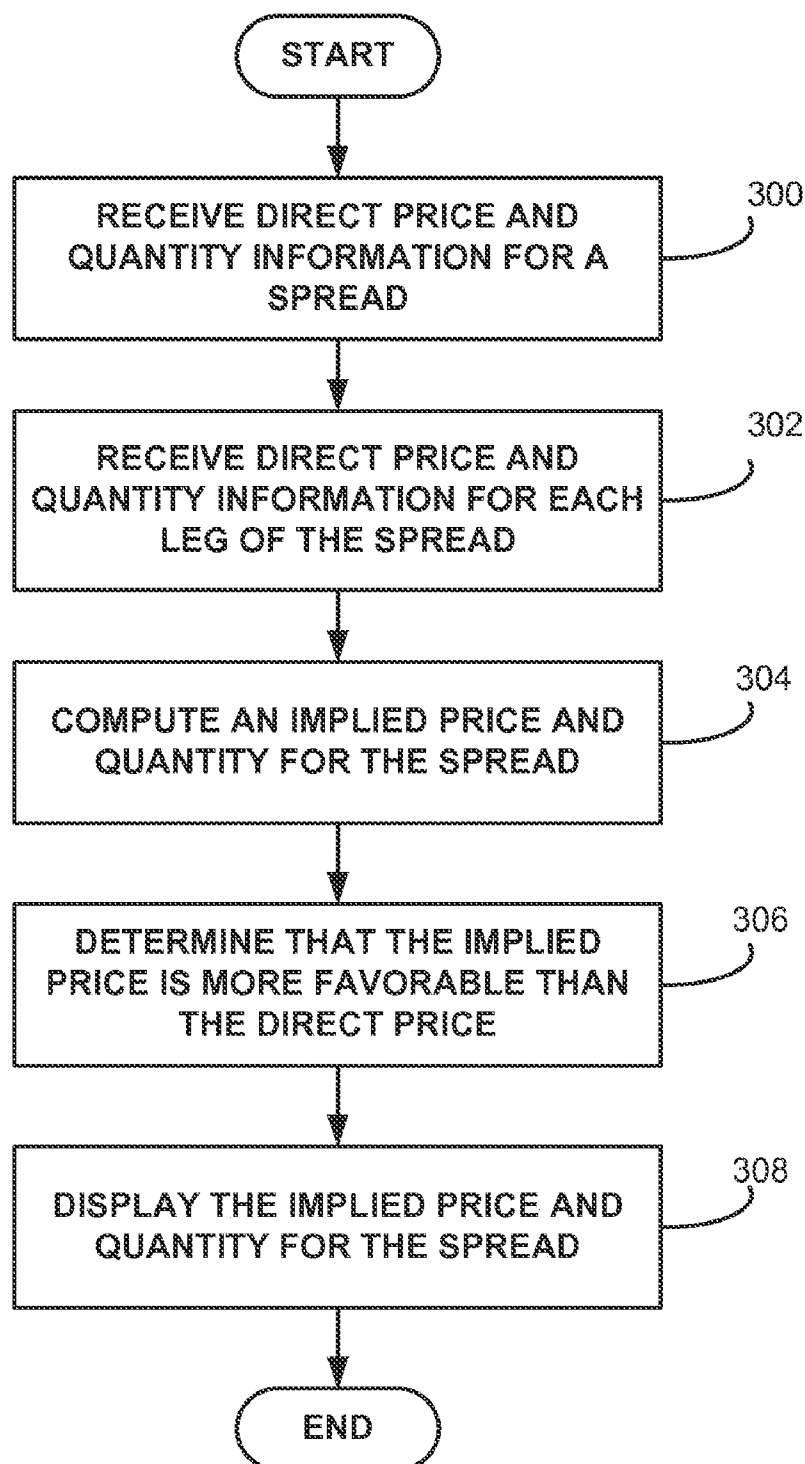 START
RECEIVE DIRECT PRICE AND
QUANTITY INFORMATION FOR A
SPREAD
300
RECEIVE DIRECT PRICE AND
QUANTITY INFORMATION FOR EACH
LEG OF THE SPREAD
302
COMPUTE AN IMPLIED PRICE AND
QUANTITY FOR THE SPREAD
304
DETERMINE THAT THE IMPLIED
PRICE IS MORE FAVORABLE THAN
THE DIRECT PRICE
306
DISPLAY THE IMPLIED PRICE AND
QUANTITY FOR THE SPREAD
308
END